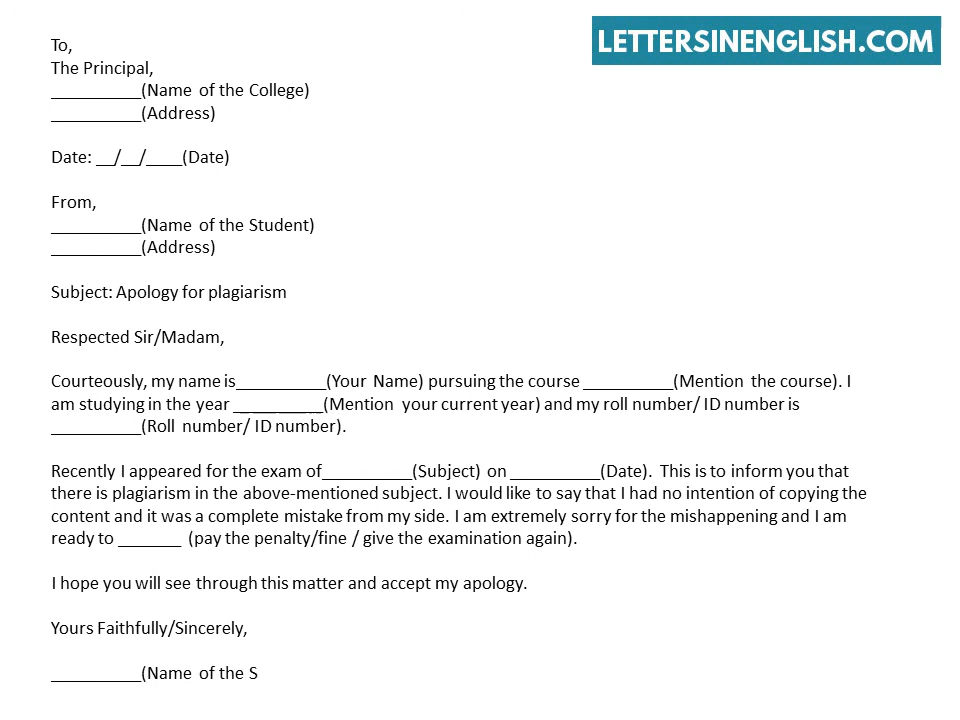 LETTERSINENGLISH.COM
To,
The Principal,
__________(Name of the College)
__________(Address)
Date: __/__/____(Date)
From,
__________(Name of the Student)
__________(Address)
Subject: Apology for plagiarism
Respected Sir/Madam,
Courteously, my name is__________(Your Name) pursuing the course __________(Mention the course). I
am studying in the year __________(Mention your current year) and my roll number/ ID number is
__________(Roll number/ ID number).
Recently I appeared for the exam of__________(Subject) on __________(Date). This is to inform you that
there is plagiarism in the above-mentioned subject. I would like to say that I had no intention of copying the
content and it was a complete mistake from my side. I am extremely sorry for the mishappening and I am
ready to _______ (pay the penalty/fine / give the examination again).
I hope you will see through this matter and accept my apology.
Yours Faithfully/Sincerely,
__________(Name of the S